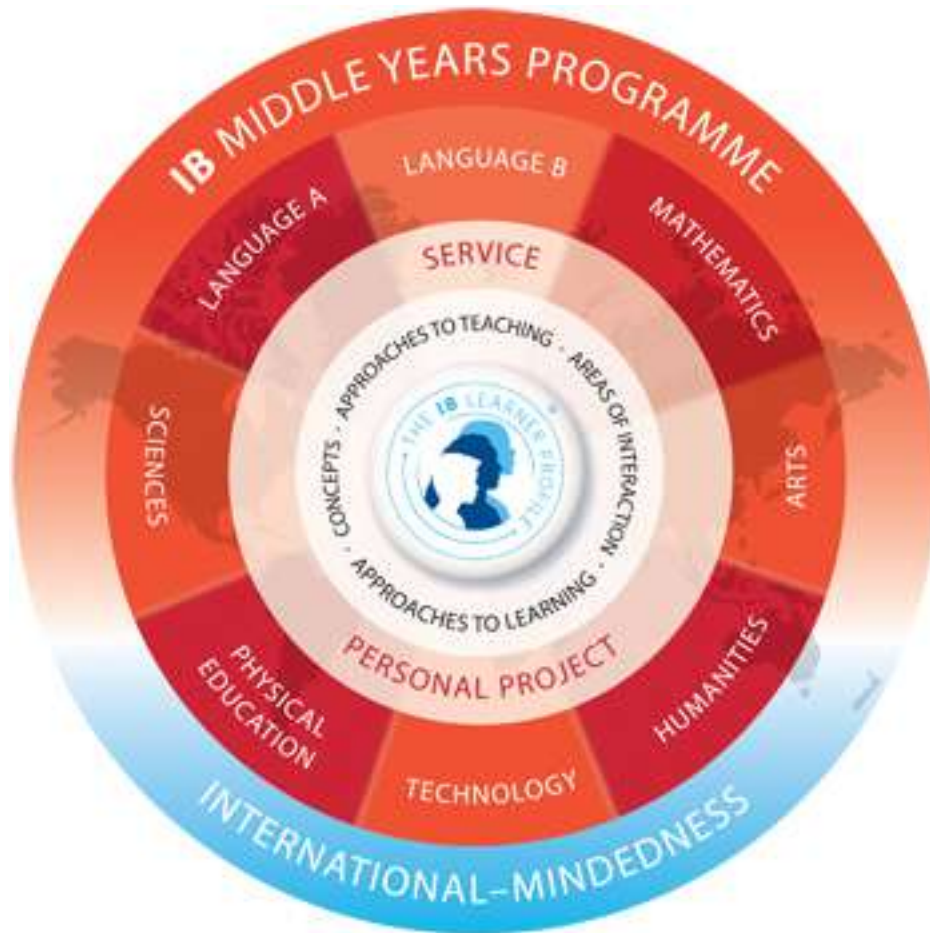 IB MIDDLE YEARS PROGRAMME
LANGUAGE A
LANGUAGE B
MATHEMATICS
SCIENCES
ARTS
PHYSICAL
EDUCATION
TECHNOLOGY
HUMANITIES
SERVICE
PERSONAL PROJECT
APPROACHES TO TEACHING · AREAS OF INTERACTION · APPROACHES TO LEARNING · CONCEPTS ·
THE IB LEARNER PROFILE
®
INTERNATIONAL–MINDEDNESS